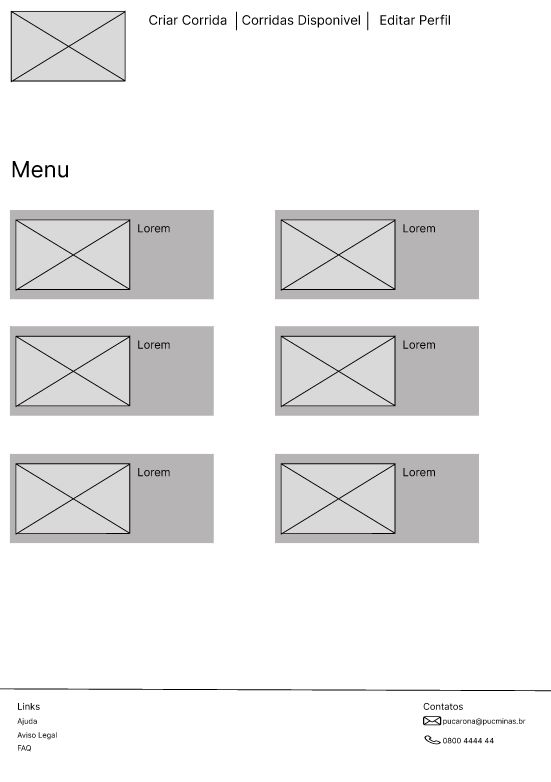 Criar Corrida | Corridas Disponivel | Editar Perfil
Menu
Lorem
Lorem
Lorem
Lorem
Lorem
Lorem
Links
Ajuda
Aviso Legal
FAQ
Contatos
pucarona@pucminas.br
0800 4444 44